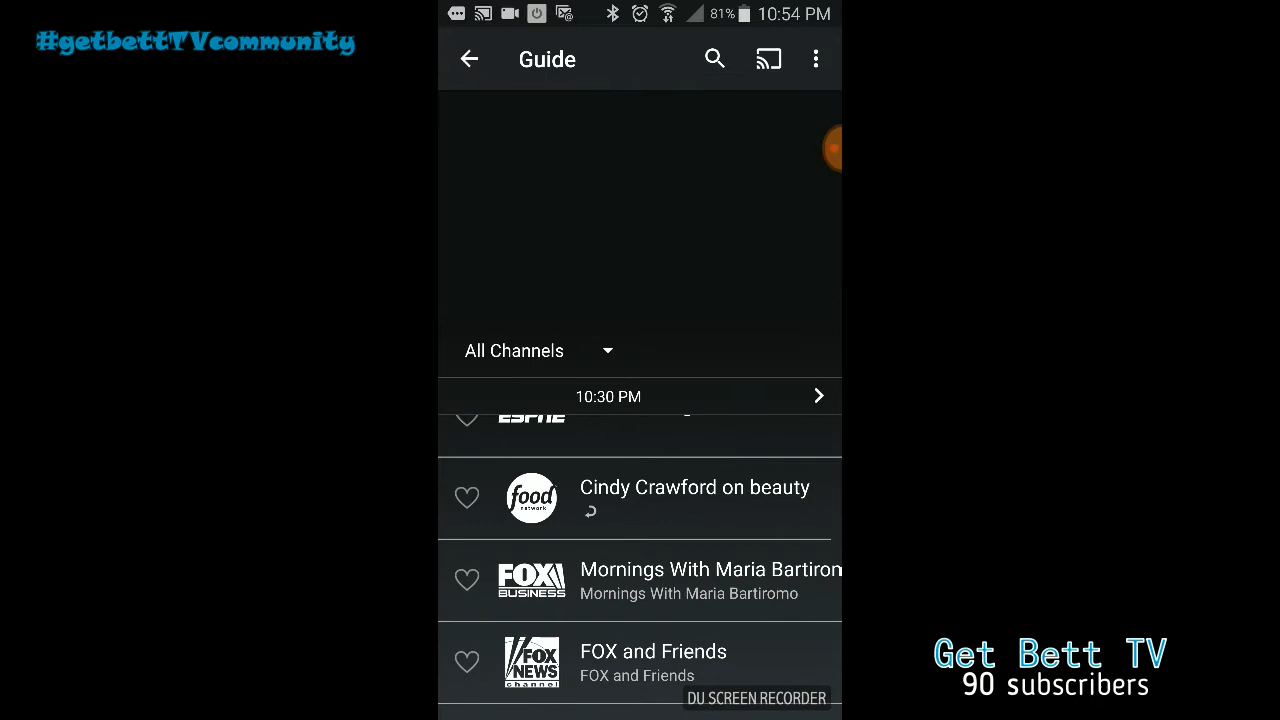 #getbettTVcommunity
81% 10:54 PM
Guide
All Channels
10:30 PM
food
network
Cindy Crawford on beauty
FOX
BUSINESS
Mornings With Maria Bartirom
Mornings With Maria Bartiromo
FOX
NEWS
channel
FOX and Friends
FOX and Friends
DU SCREEN RECORDER
Get Bett TV
90 subscribers